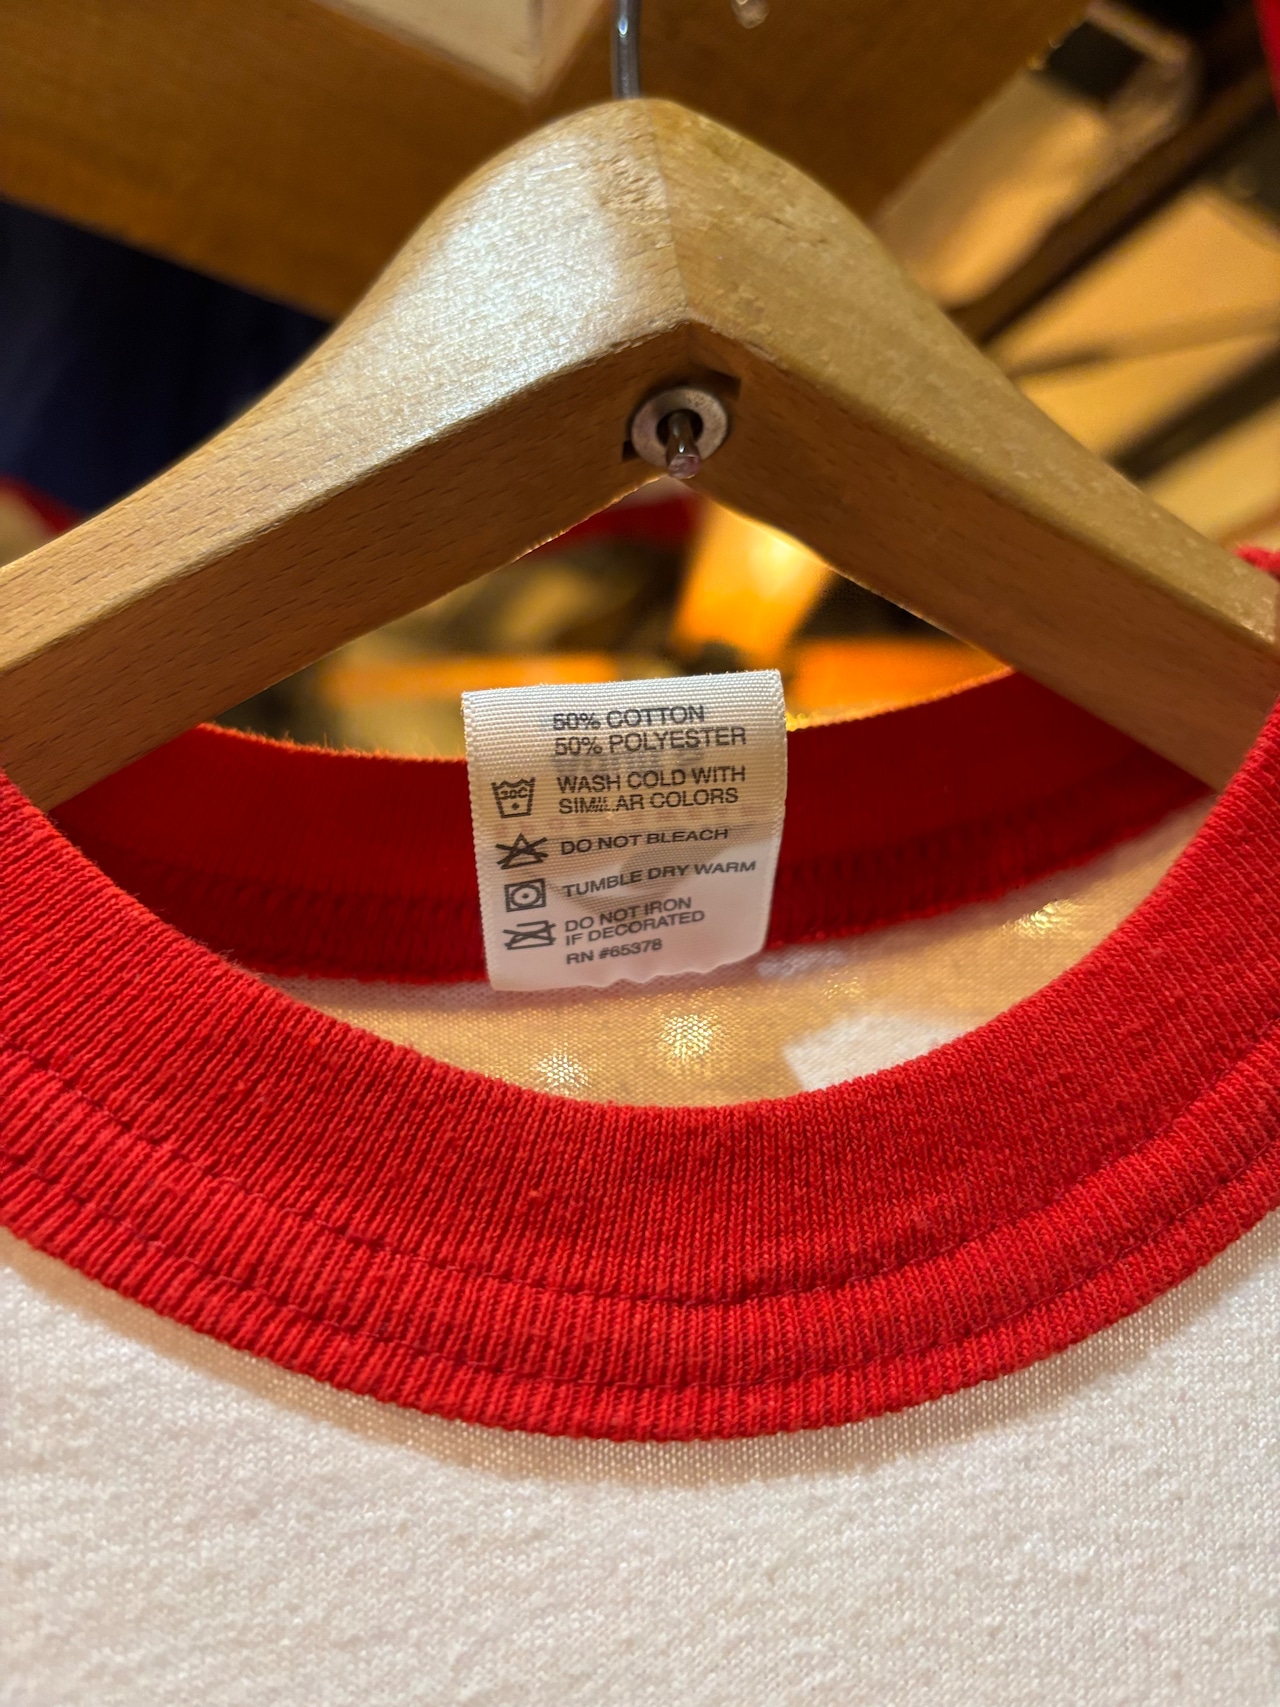 50% COTTON
50% POLYESTER
30C
WASH COLD WITH
SIMILAR COLORS
DO NOT BLEACH
TUMBLE DRY WARM
DO NOT IRON
IF DECORATED
RN #65378